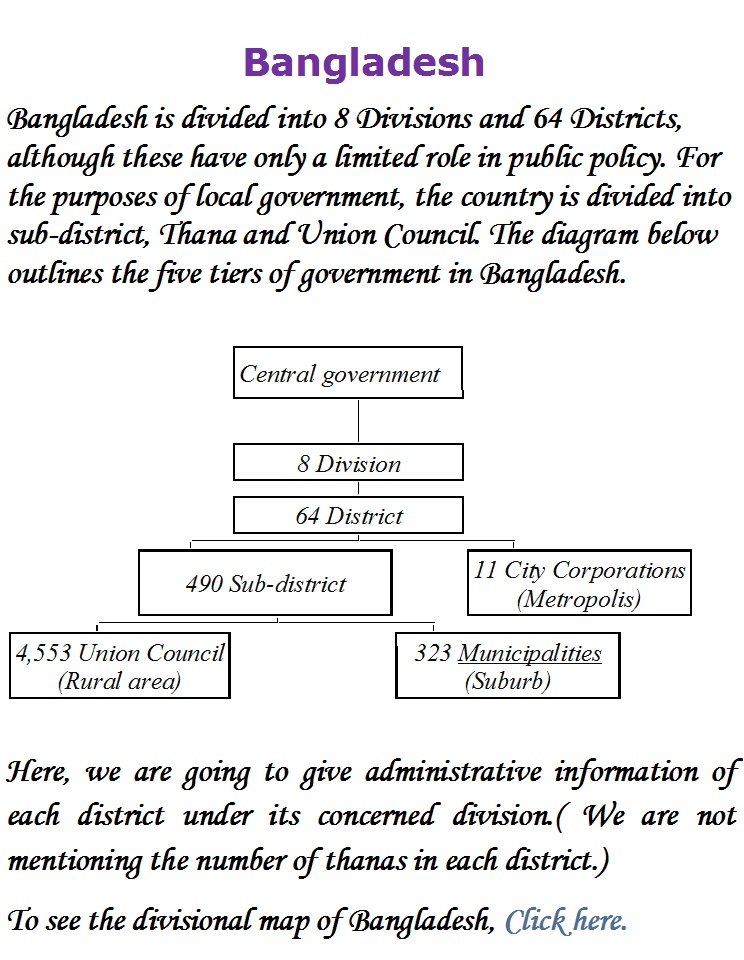 Bangladesh
Bangladesh is divided into 8 Divisions and 64 Districts,
although these have only a limited role in public policy. For
the purposes of local government, the country is divided into
sub-district, Thana and Union Council. The diagram below
outlines the five tiers of government in Bangladesh.
Central government
8 Division
64 District
490 Sub-district
11 City Corporations
(Metropolis)
4,553 Union Council
(Rural area)
323 Municipalities
(Suburb)
Here, we are going to give administrative information of
each district under its concerned division.( We are not
mentioning the number of thanas in each district.)
To see the divisional map of Bangladesh, Click here.